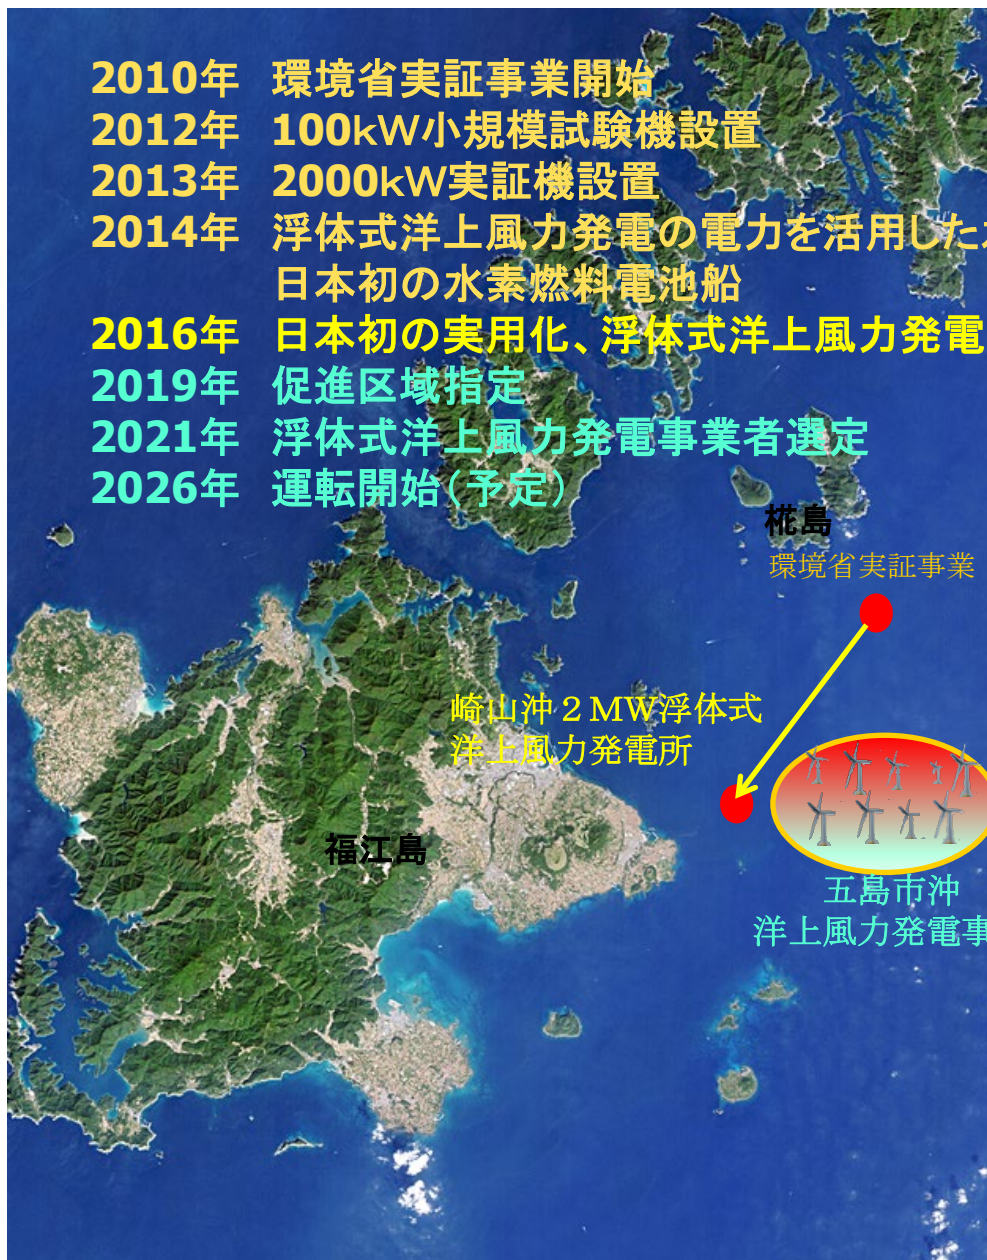 2010年 環境省実証事業開始
2012年 100kW小規模試験機設置
2013年 2000kW実証機設置
2014年 浮体式洋上風力発電の電力を活用した
日本初の水素燃料電池船
2016年 日本初の実用化、浮体式洋上風力発電
2019年 促進区域指定
2021年 浮体式洋上風力発電事業者選定
2026年 運転開始(予定)
椛島
環境省実証事業
崎山沖２MW浮体式
洋上風力発電所
福江島
五島市沖
洋上風力発電事